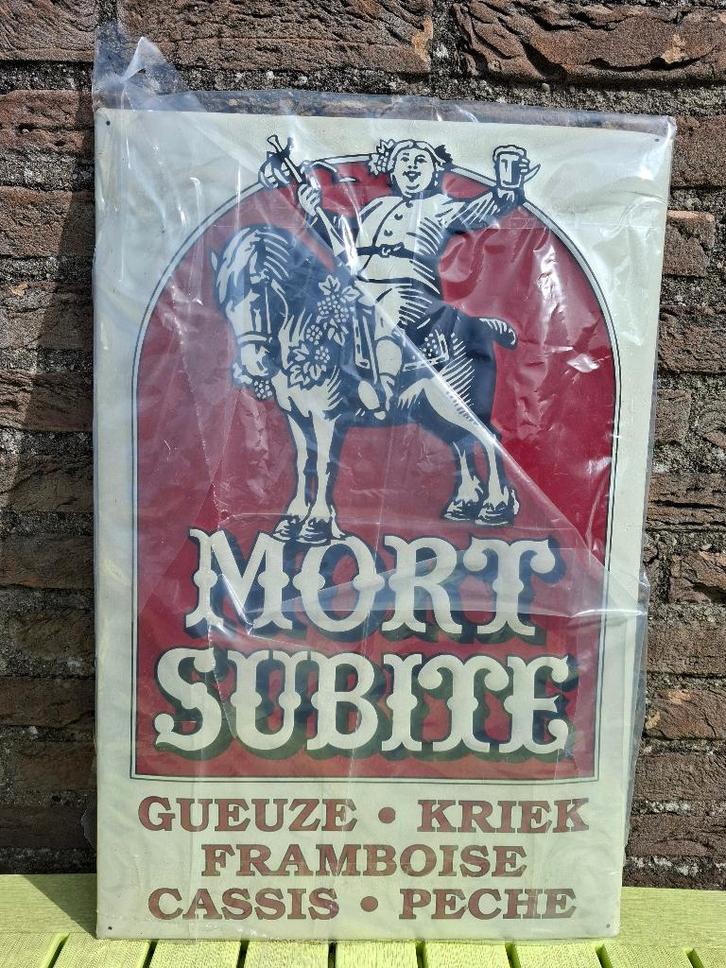 MORT
SUBITE
GUEUZE • KRIEK
FRAMBOISE
CASSIS • PECHE